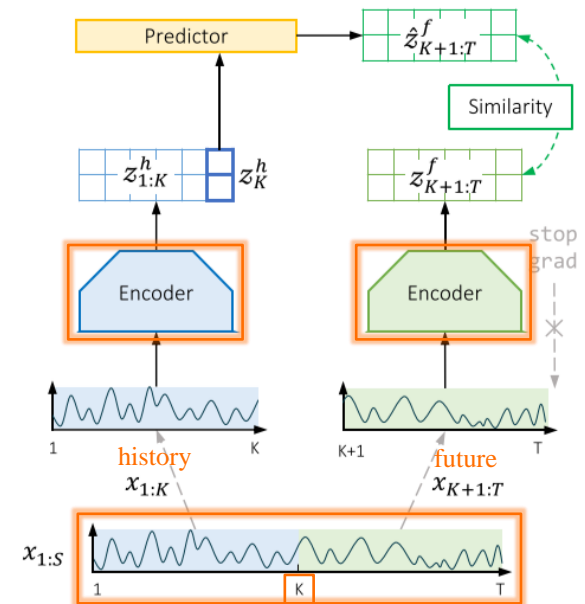 Predictor
ẑ^f_{K+1:T}
Similarity
z^h_{1:K}
z^h_K
z^f_{K+1:T}
stop
grad
Encoder
Encoder
1
K
K+1
T
history
future
x_{1:K}
x_{K+1:T}
x_{1:S}
1
K
T